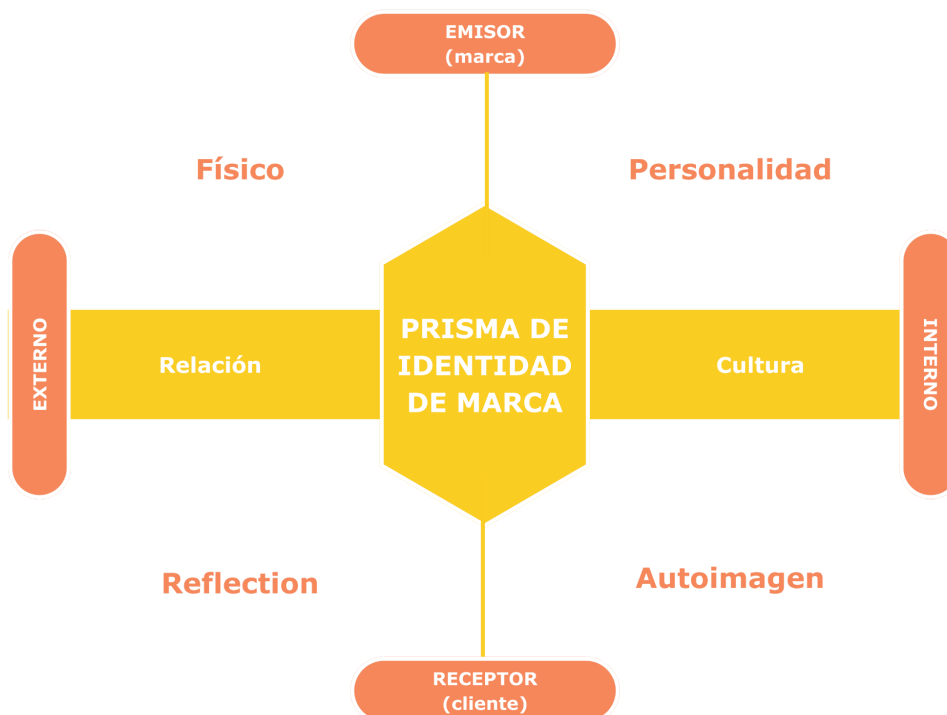 EMISOR
(marca)
Físico
Personalidad
EXTERNO
Relación
PRISMA DE
IDENTIDAD
DE MARCA
Cultura
INTERNO
Reflection
Autoimagen
RECEPTOR
(cliente)